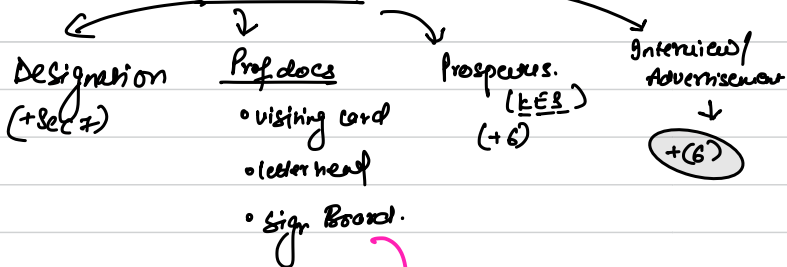 Designation
(+Sec 7)
Prof docs
• visiting card
• letter head
• Sign Board.
Prospectus.
(KES)
(+6)
Interview/
Advertisement
+(6)